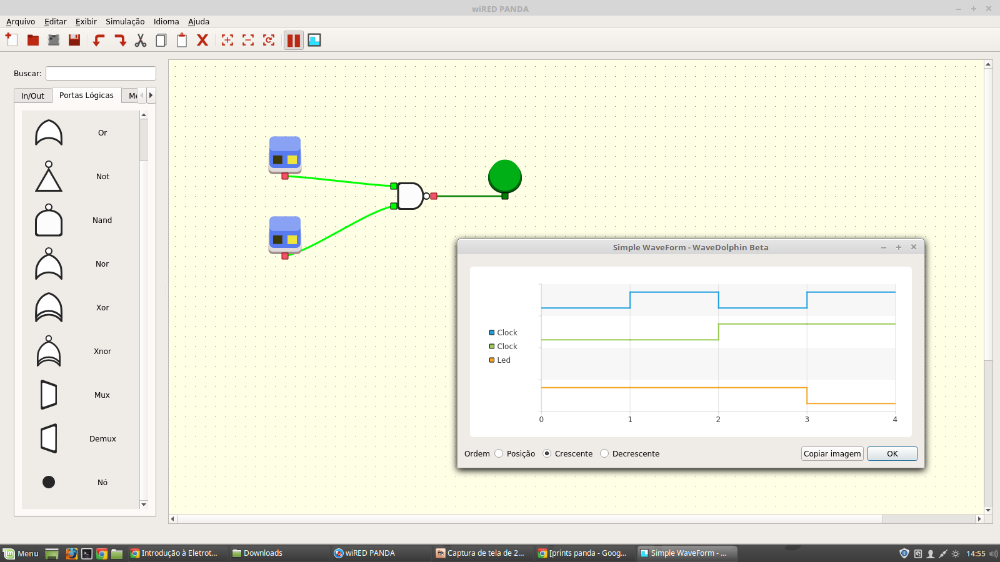 wiRED PANDA
Arquivo Editar Exibir Simulação Idioma Ajuda
Buscar:
In/Out Portas Lógicas Me
Or
Not
Nand
Nor
Xor
Xnor
Mux
Demux
Nó
Simple WaveForm - WaveDolphin Beta
Clock
Clock
Led
0 1 2 3 4
Ordem Posição Crescente Decrescente Copiar imagem OK
Menu Introdução à Eletrot... Downloads wiRED PANDA Captura de tela de 2... [prints panda - Goog... Simple WaveForm - ... 14:55